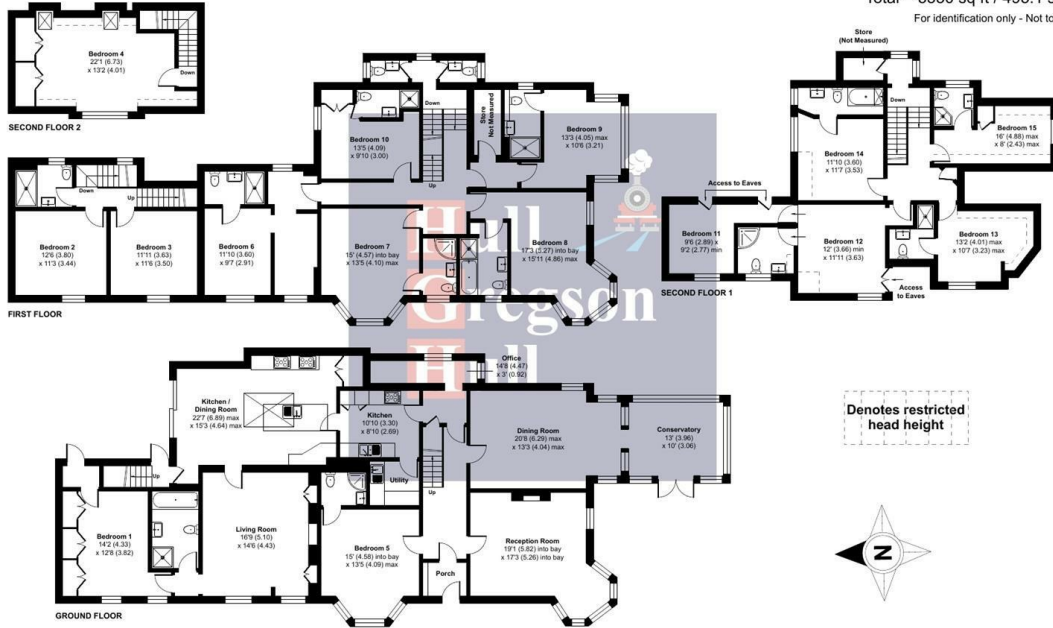 For identification only - Not to
Bedroom 4
22'1 (6.73)
x 13'2 (4.01)
Down
SECOND FLOOR 2
Store
(Not Measured)
Down
Bedroom 15
16' (4.88) max
x 8' (2.43) max
Bedroom 14
11'10 (3.60)
x 11'7 (3.53)
Access to Eaves
Bedroom 11
9'6 (2.89) x
9'2 (2.77) min
Bedroom 12
12' (3.66) min
x 11'11 (3.63)
Bedroom 13
13'2 (4.01) max
x 10'7 (3.23) max
Access
to Eaves
SECOND FLOOR 1
Bedroom 10
13'5 (4.09)
x 9'10 (3.00)
Down
Up
Store
Not Measured
Bedroom 9
13'3 (4.05) max
x 10'6 (3.21)
Down
Up
Bedroom 2
12'6 (3.80)
x 11'3 (3.44)
Bedroom 3
11'11 (3.63)
x 11'6 (3.50)
Bedroom 6
11'10 (3.60)
x 9'7 (2.91)
Bedroom 7
15' (4.57) into bay
x 13'5 (4.10) max
Bedroom 8
17'3 (5.27) into bay
x 15'11 (4.86) max
FIRST FLOOR
Hull
Gregson
Hull
Office
14'8 (4.47)
x 3' (0.92)
Kitchen /
Dining Room
22'7 (6.89) max
x 15'3 (4.64) max
Kitchen
10'10 (3.30)
x 8'10 (2.69)
Dining Room
20'8 (6.29) max
x 13'3 (4.04) max
Conservatory
13' (3.96)
x 10' (3.06)
Up
Utility
Up
Bedroom 1
14'2 (4.33)
x 12'8 (3.82)
Living Room
16'9 (5.10)
x 14'6 (4.43)
Bedroom 5
15' (4.58) into bay
x 13'5 (4.09) max
Reception Room
19'1 (5.82) into bay
x 17'3 (5.26) into bay
Porch
GROUND FLOOR
Denotes restricted
head height
N